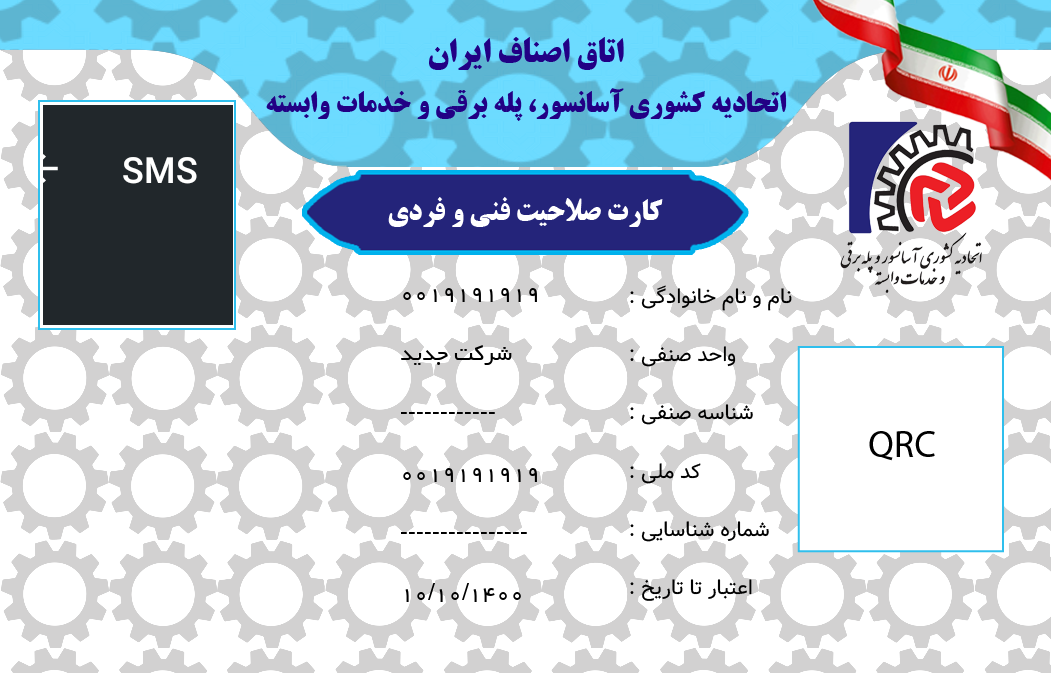 اتاق اصناف ایران
اتحادیه کشوری آسانسور، پله برقی و خدمات وابسته
SMS
کارت صلاحیت فنی و فردی
اتحادیه کشوری آسانسور و پله برقی
و خدمات وابسته
نام و نام خانوادگی : ۰۰۱۹۱۹۱۹۱۹
واحد صنفی : شرکت جدید
شناسه صنفی : ------------
کد ملی : ۰۰۱۹۱۹۱۹۱۹
شماره شناسایی : ----------------
اعتبار تا تاریخ : ۱۰/۱۰/۱۴۰۰
QRC